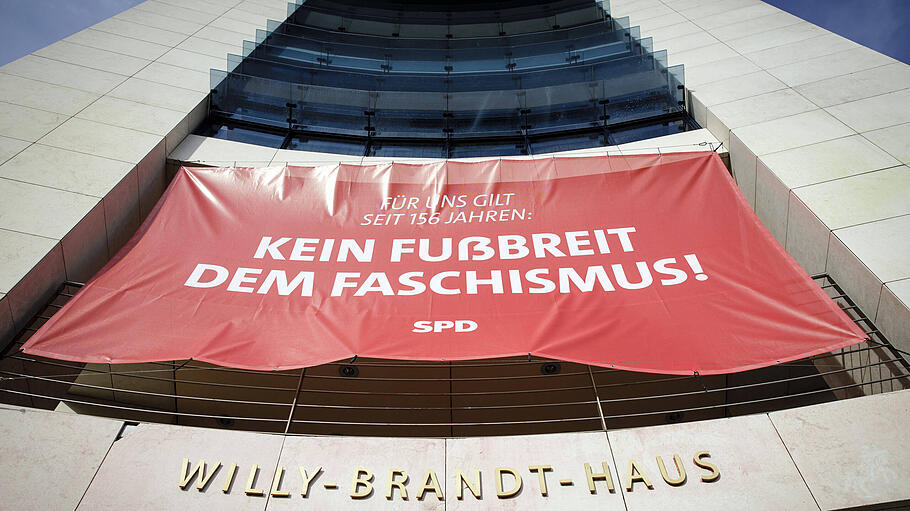 FÜR UNS GILT
SEIT 156 JAHREN:
KEIN FUẞBREIT
DEM FASCHISMUS!
SPD
WILLY-BRANDT-HAUS